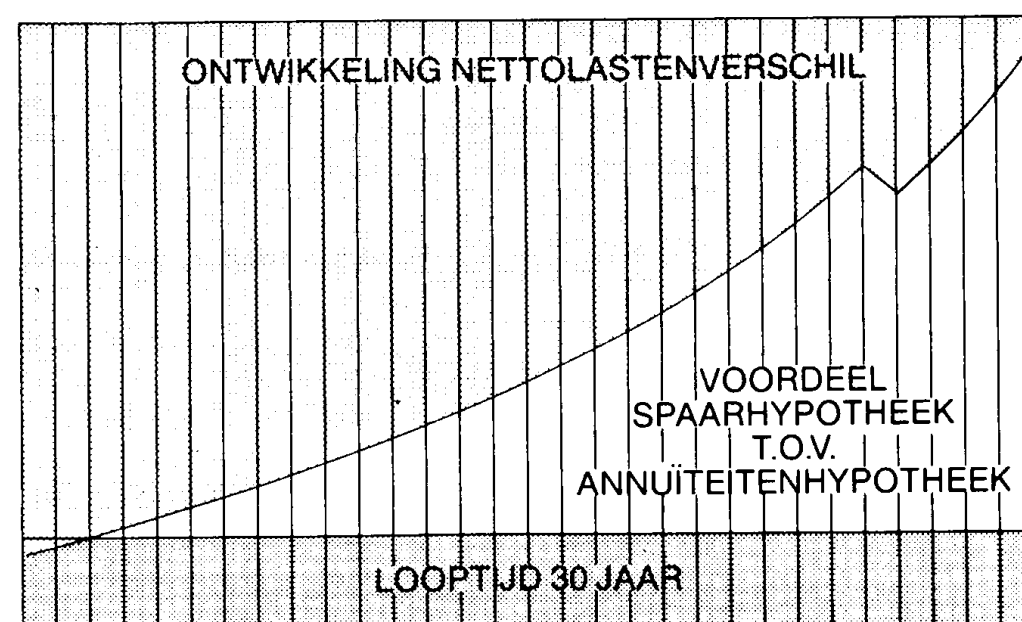 ONTWIKKELING NETTOLASTENVERSCHIL
VOORDEEL
SPAARHYPOTHEEK
T.O.V.
ANNUÏTEITENHYPOTHEEK
LOOPTIJD 30 JAAR